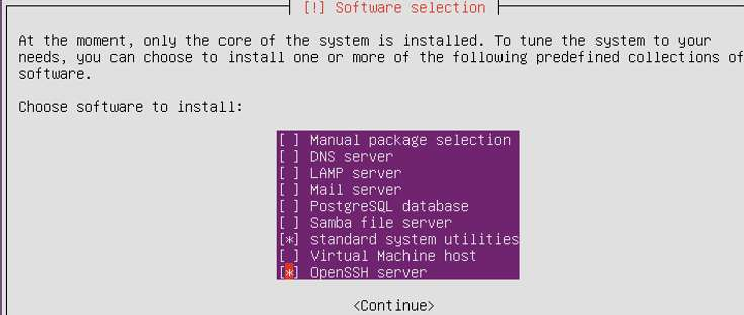 [!] Software selection
At the moment, only the core of the system is installed. To tune the system to your
needs, you can choose to install one or more of the following predefined collections of
software.
Choose software to install:
[ ] Manual package selection
[ ] DNS server
[ ] LAMP server
[ ] Mail server
[ ] PostgreSQL database
[ ] Samba file server
[*] standard system utilities
[ ] Virtual Machine host
[*] OpenSSH server
<Continue>